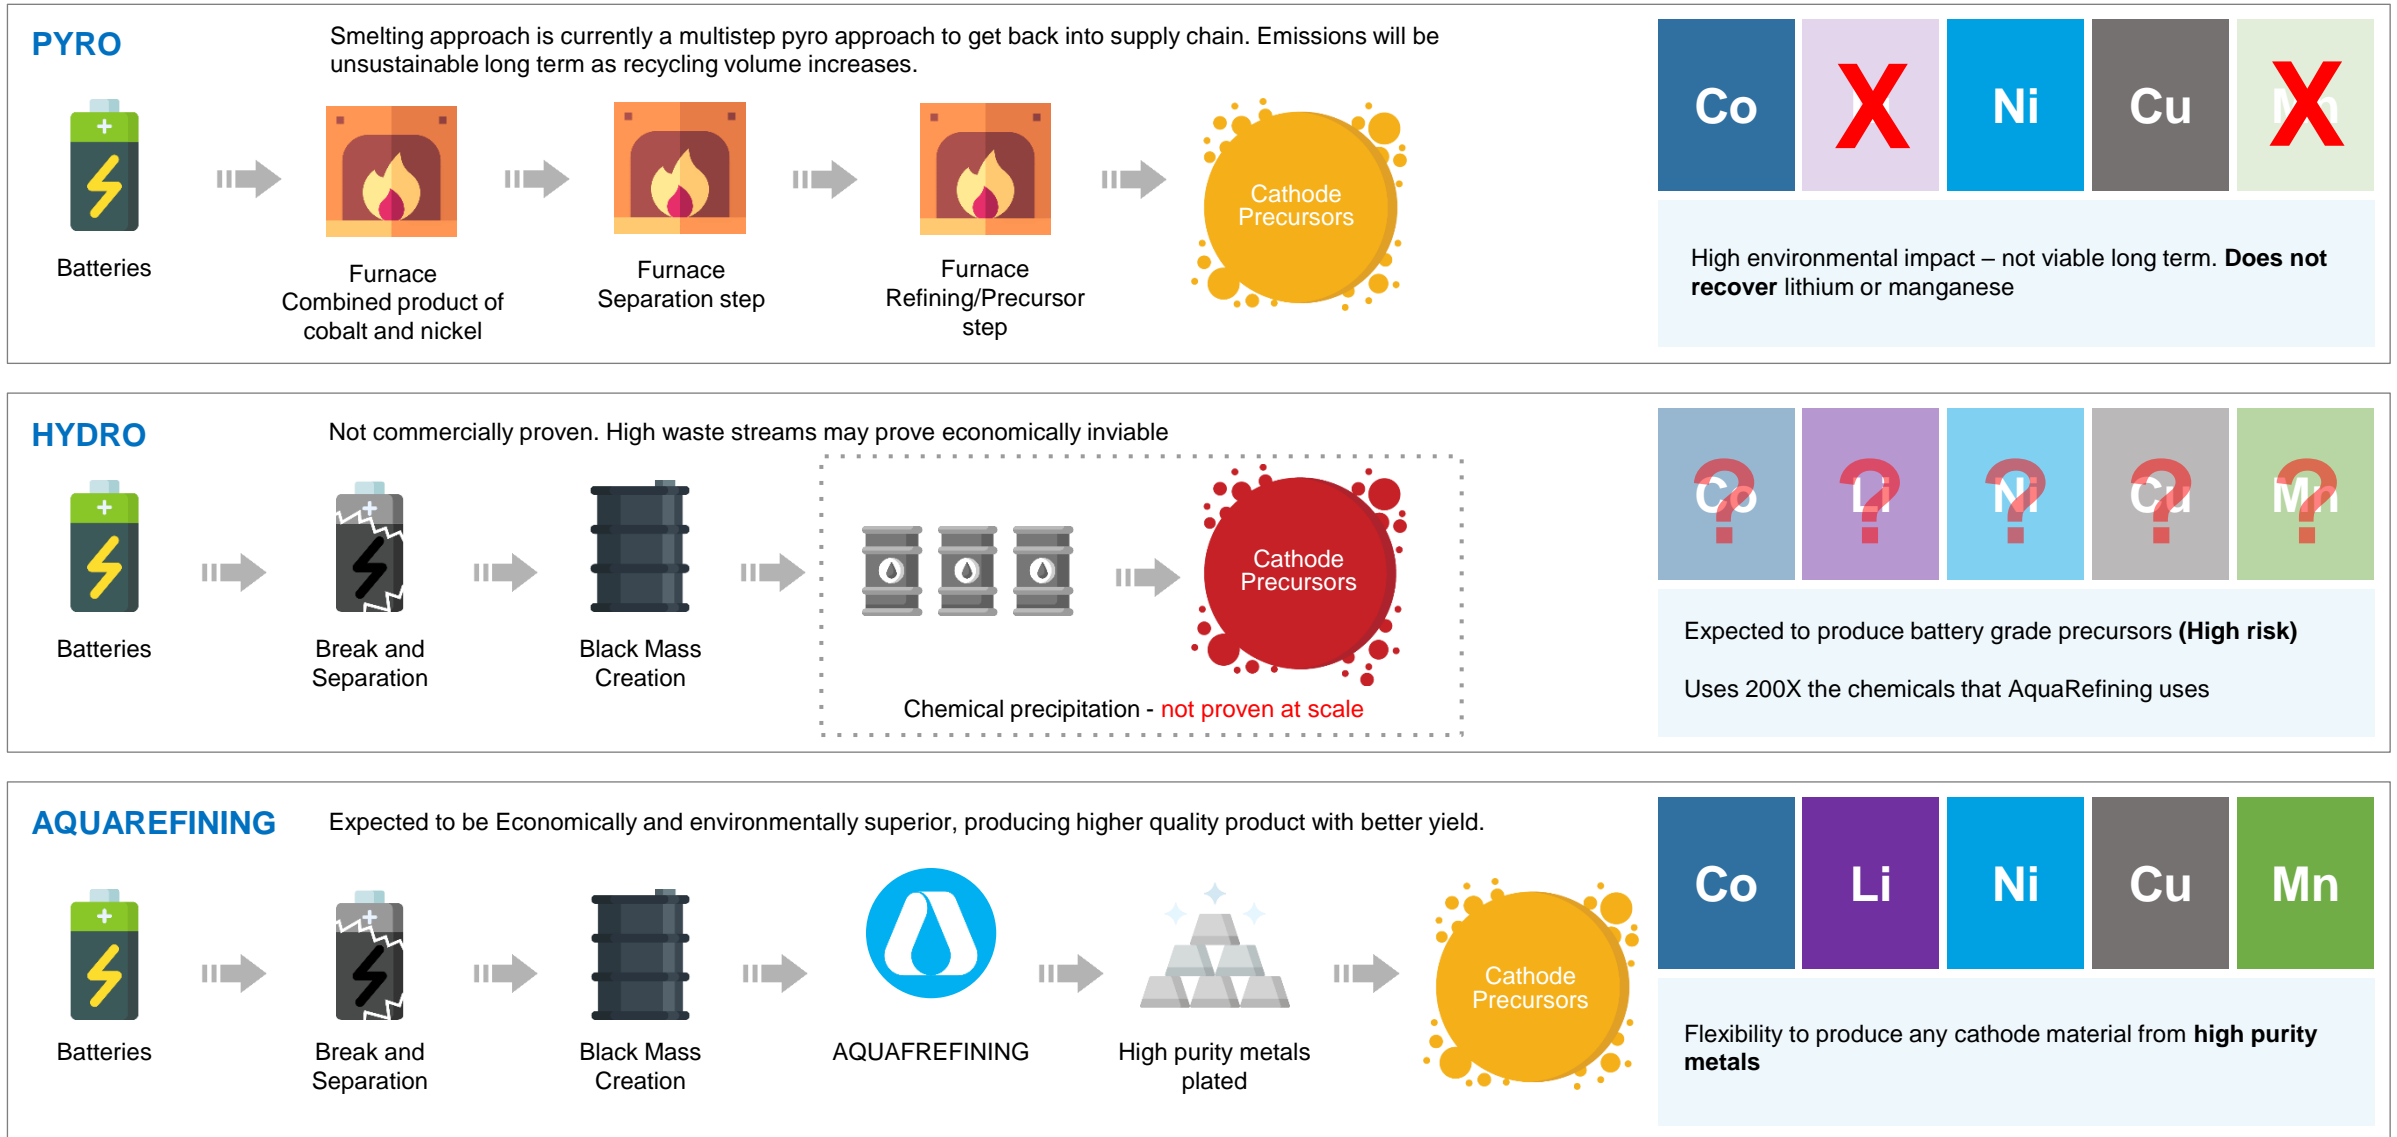 PYRO
Smelting approach is currently a multistep pyro approach to get back into supply chain. Emissions will be
unsustainable long term as recycling volume increases.
Batteries
Furnace
Combined product of
cobalt and nickel
Furnace
Separation step
Furnace
Refining/Precursor
step
Cathode
Precursors
Co
X
Ni
Cu
Mn
X
High environmental impact – not viable long term. Does not
recover lithium or manganese
HYDRO
Not commercially proven. High waste streams may prove economically inviable
Batteries
Break and
Separation
Black Mass
Creation
Cathode
Precursors
Chemical precipitation - not proven at scale
Co
?
Li
?
Ni
?
Cu
?
Mn
?
Expected to produce battery grade precursors (High risk)
Uses 200X the chemicals that AquaRefining uses
AQUAREFINING
Expected to be Economically and environmentally superior, producing higher quality product with better yield.
Batteries
Break and
Separation
Black Mass
Creation
AQUAFREFINING
High purity metals
plated
Cathode
Precursors
Co
Li
Ni
Cu
Mn
Flexibility to produce any cathode material from high purity
metals